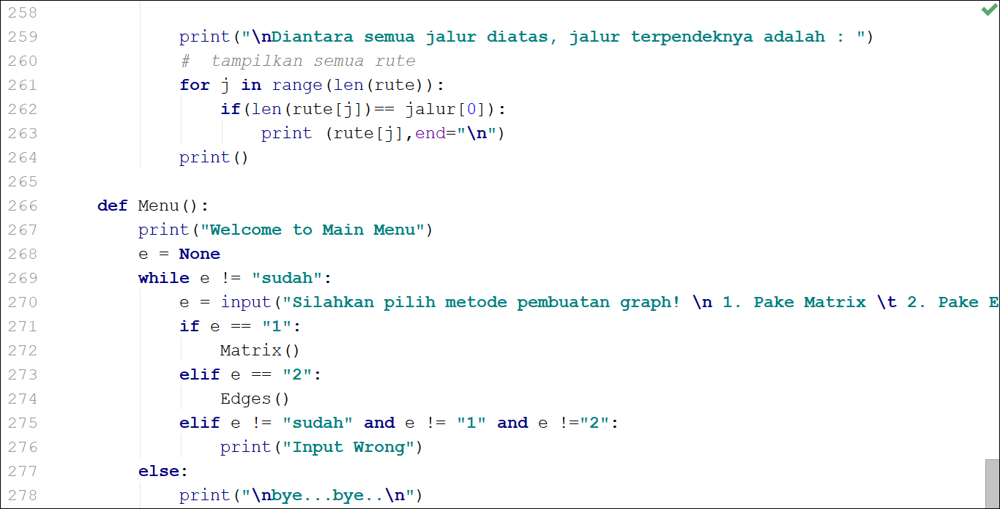 258
259 print("\nDiantara semua jalur diatas, jalur terpendeknya adalah : ")
260 #  tampilkan semua rute
261 for j in range(len(rute)):
262 if(len(rute[j])== jalur[0]):
263 print (rute[j],end="\n")
264 print()
265
266 def Menu():
267 print("Welcome to Main Menu")
268 e = None
269 while e != "sudah":
270 e = input("Silahkan pilih metode pembuatan graph! \n 1. Pake Matrix \t 2. Pake E
271 if e == "1":
272 Matrix()
273 elif e == "2":
274 Edges()
275 elif e != "sudah" and e != "1" and e !="2":
276 print("Input Wrong")
277 else:
278 print("\nbye...bye..\n")